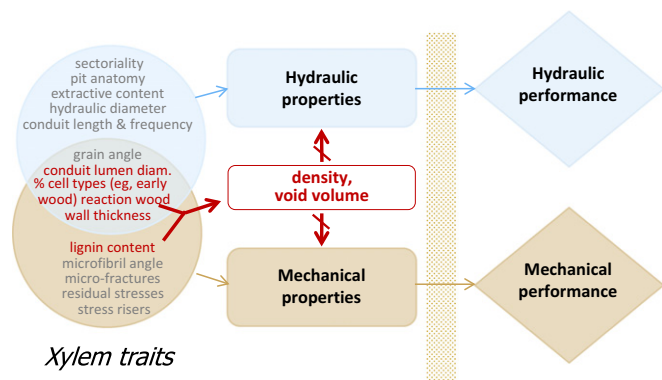 sectoriality
pit anatomy
extractive content
hydraulic diameter
conduit length & frequency
grain angle
conduit lumen diam.
% cell types (eg, early
wood) reaction wood
wall thickness
lignin content
microfibril angle
micro-fractures
residual stresses
stress risers
Xylem traits
Hydraulic
properties
density,
void volume
Mechanical
properties
Hydraulic
performance
Mechanical
performance